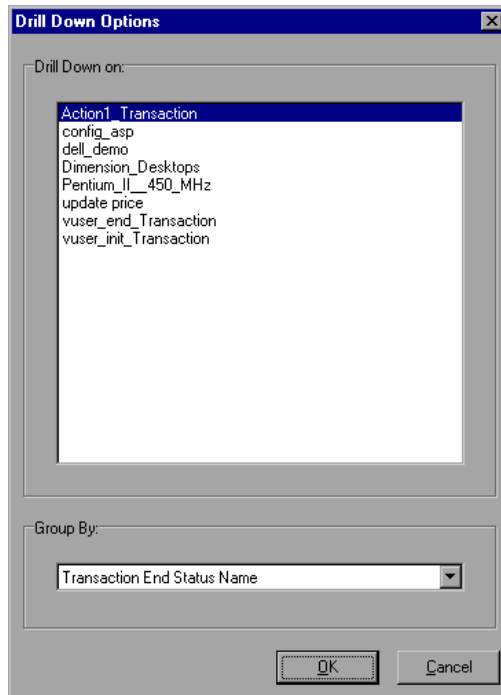 Drill Down Options
Drill Down on:
Action1_Transaction
config_asp
dell_demo
Dimension_Desktops
Pentium_II__450_MHz
update price
vuser_end_Transaction
vuser_init_Transaction
Group By:
Transaction End Status Name
OK
Cancel